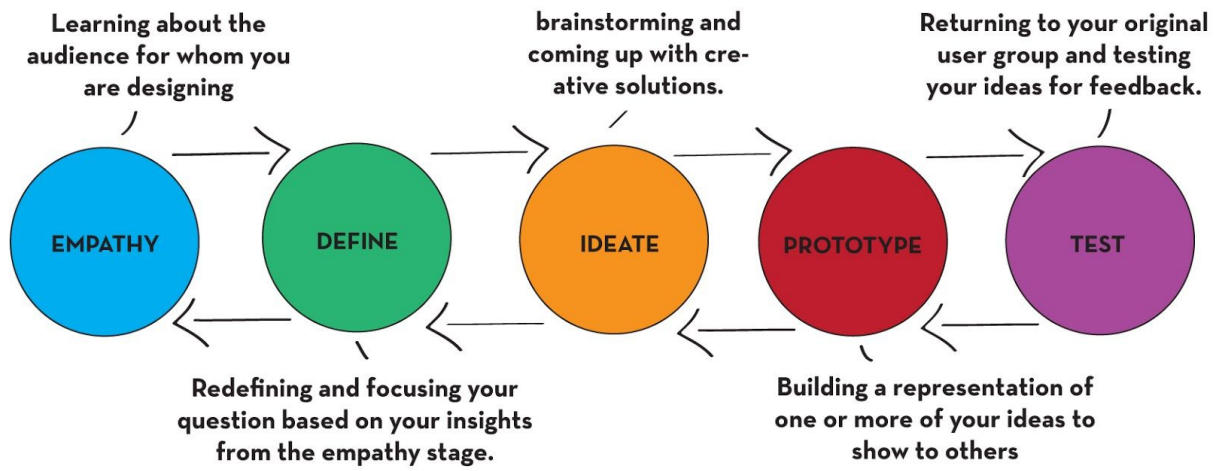 Learning about the
audience for whom you
are designing
brainstorming and
coming up with cre-
ative solutions.
Returning to your original
user group and testing
your ideas for feedback.
EMPATHY
DEFINE
IDEATE
PROTOTYPE
TEST
Redefining and focusing your
question based on your insights
from the empathy stage.
Building a representation of
one or more of your ideas to
show to others